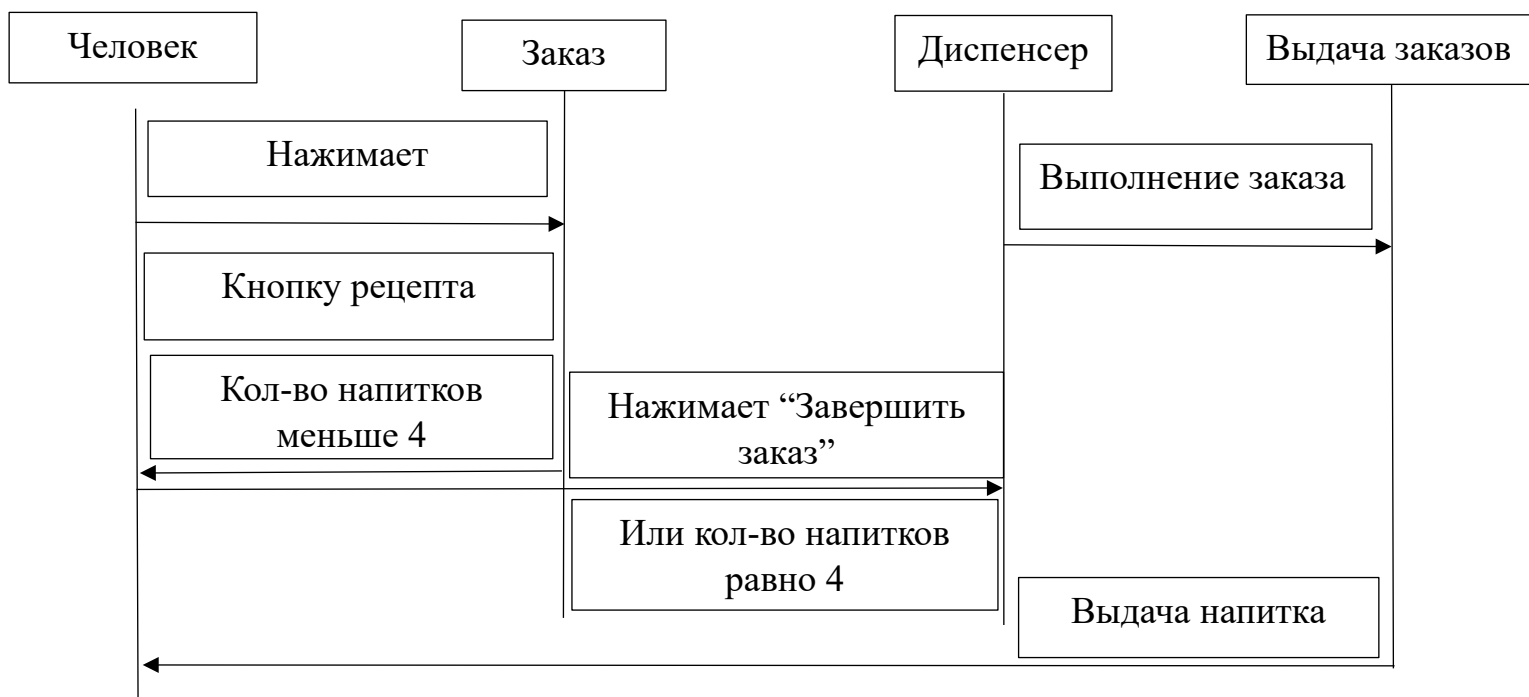 Человек
Заказ
Диспенсер
Выдача заказов
Нажимает
Выполнение заказа
Кнопку рецепта
Кол-во напитков
меньше 4
Нажимает “Завершить
заказ”
Или кол-во напитков
равно 4
Выдача напитка